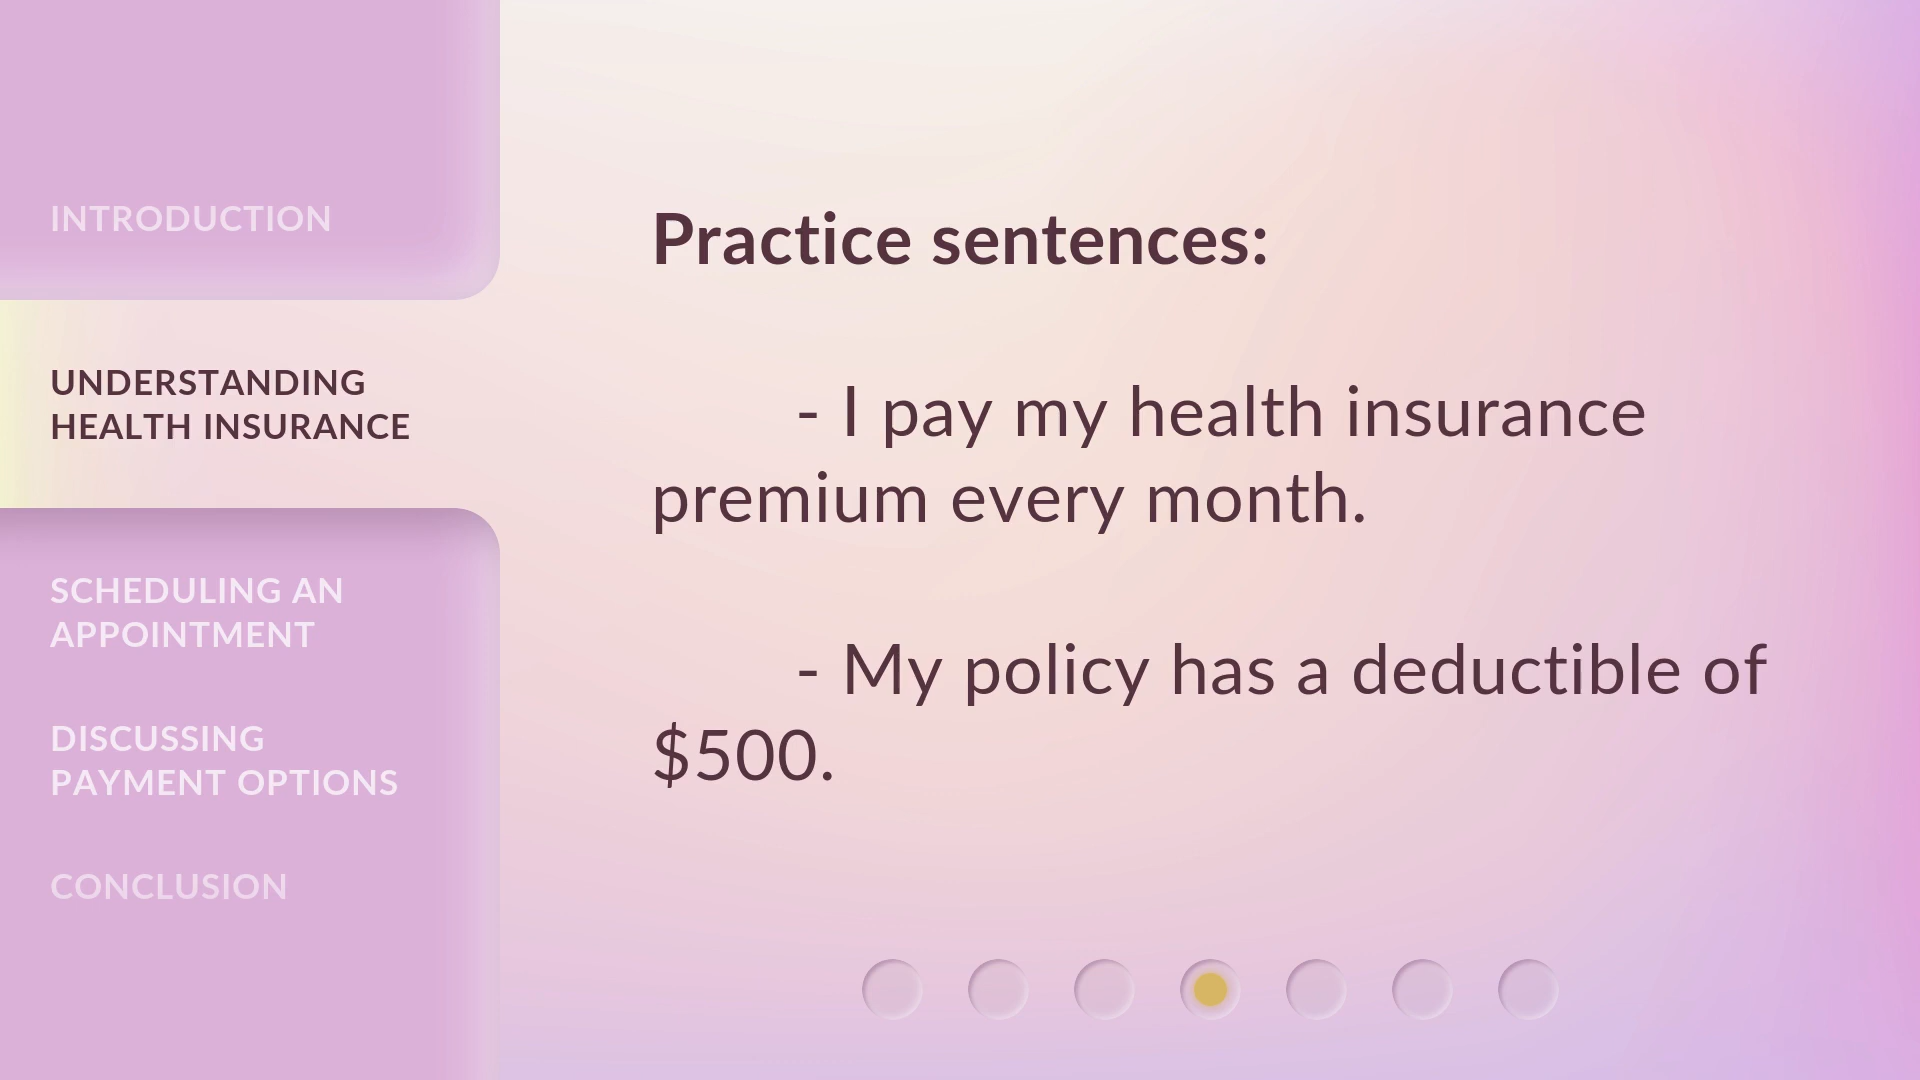 INTRODUCTION
UNDERSTANDING
HEALTH INSURANCE
SCHEDULING AN
APPOINTMENT
DISCUSSING
PAYMENT OPTIONS
CONCLUSION
Practice sentences:
- I pay my health insurance
premium every month.
- My policy has a deductible of
$500.